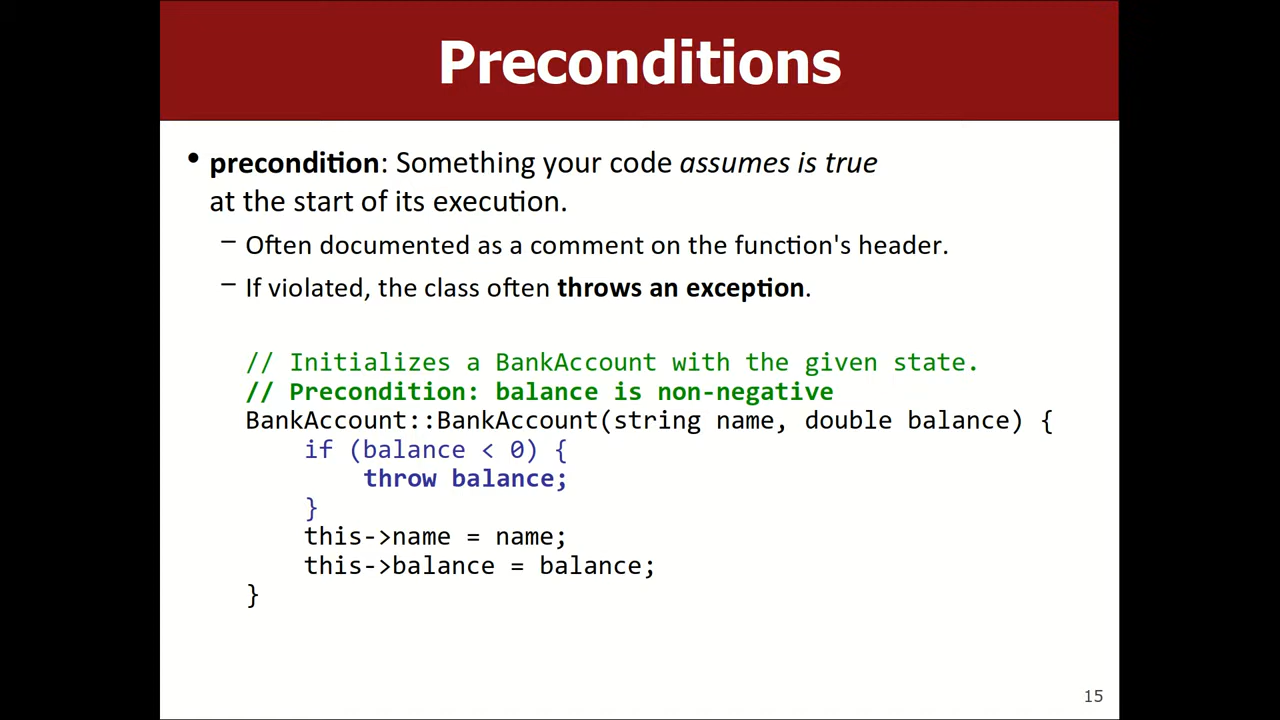 Preconditions
• precondition: Something your code assumes is true
at the start of its execution.
– Often documented as a comment on the function's header.
– If violated, the class often throws an exception.
// Initializes a BankAccount with the given state.
// Precondition: balance is non-negative
BankAccount::BankAccount(string name, double balance) {
    if (balance < 0) {
        throw balance;
    }
    this->name = name;
    this->balance = balance;
}
15